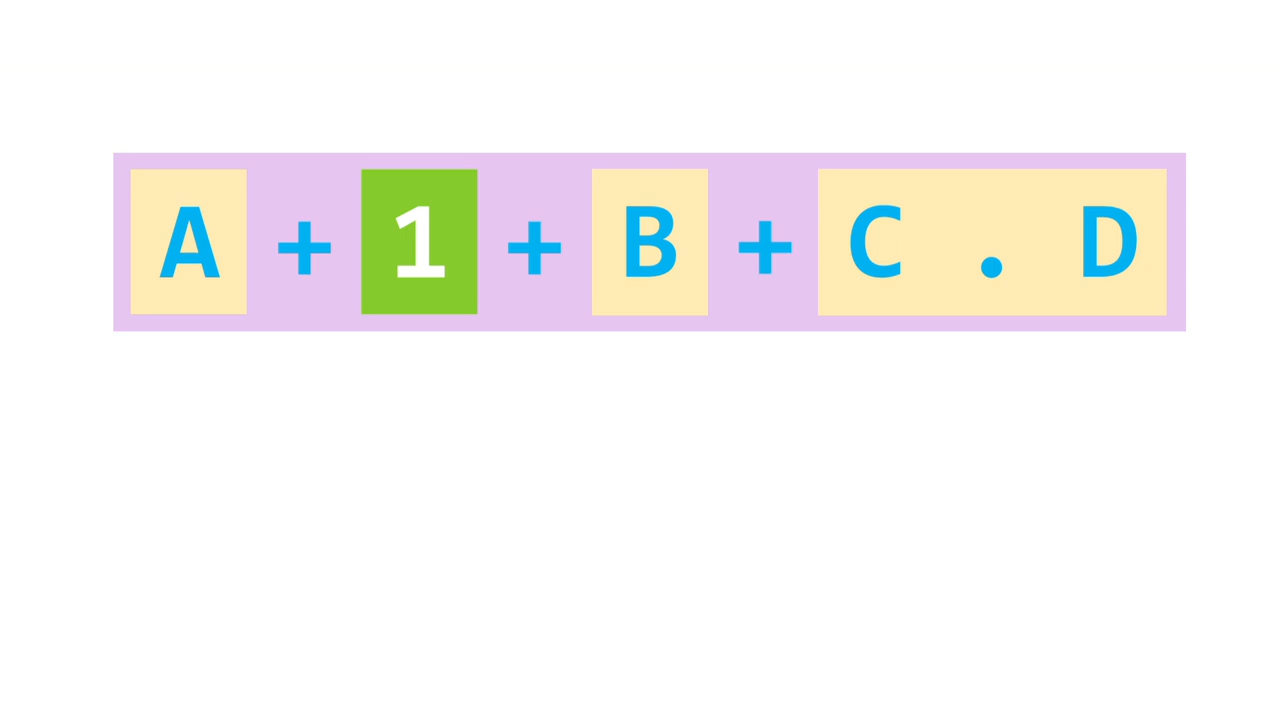 A + 1 + B + C . D